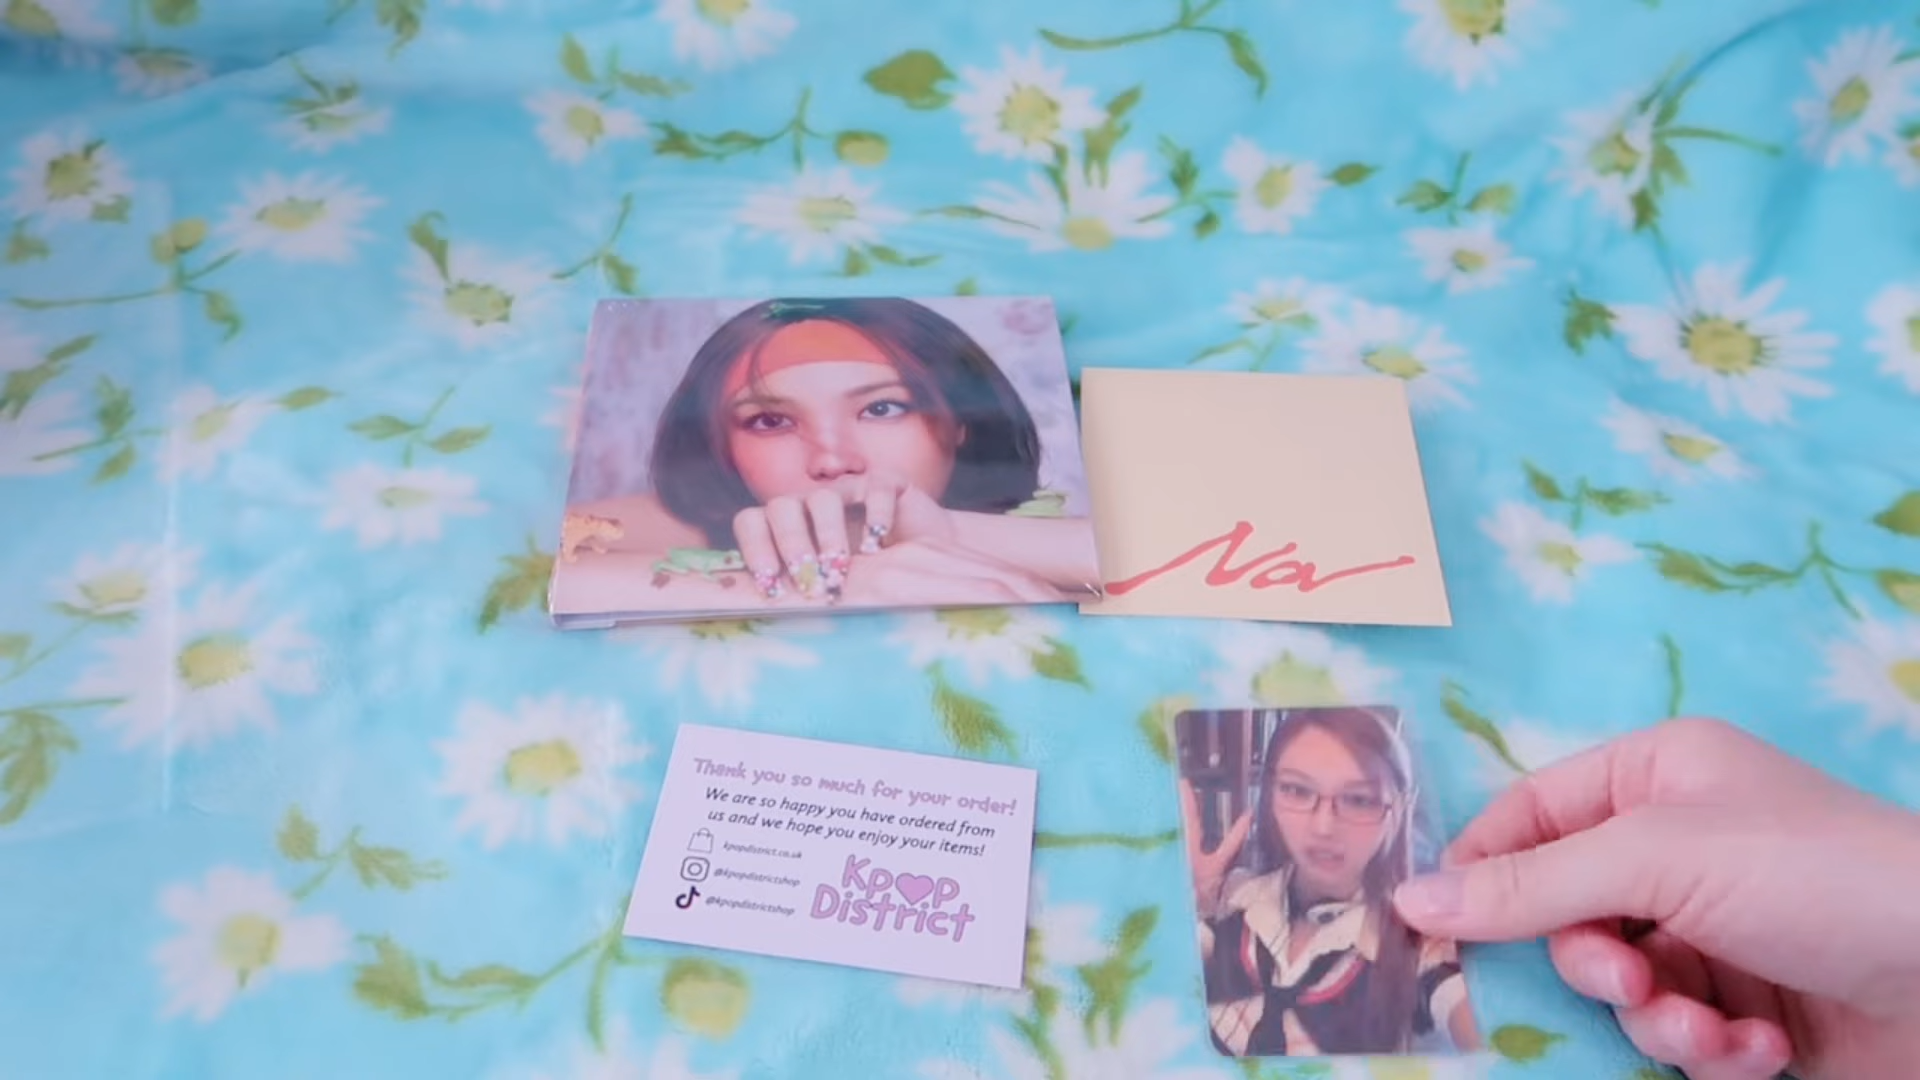 Na
Thank you so much for your order!
We are so happy you have ordered from
us and we hope you enjoy your items!
kpopdistrict.co.uk
@kpopdistrictshop
@kpopdistrictshop
Kpop
District